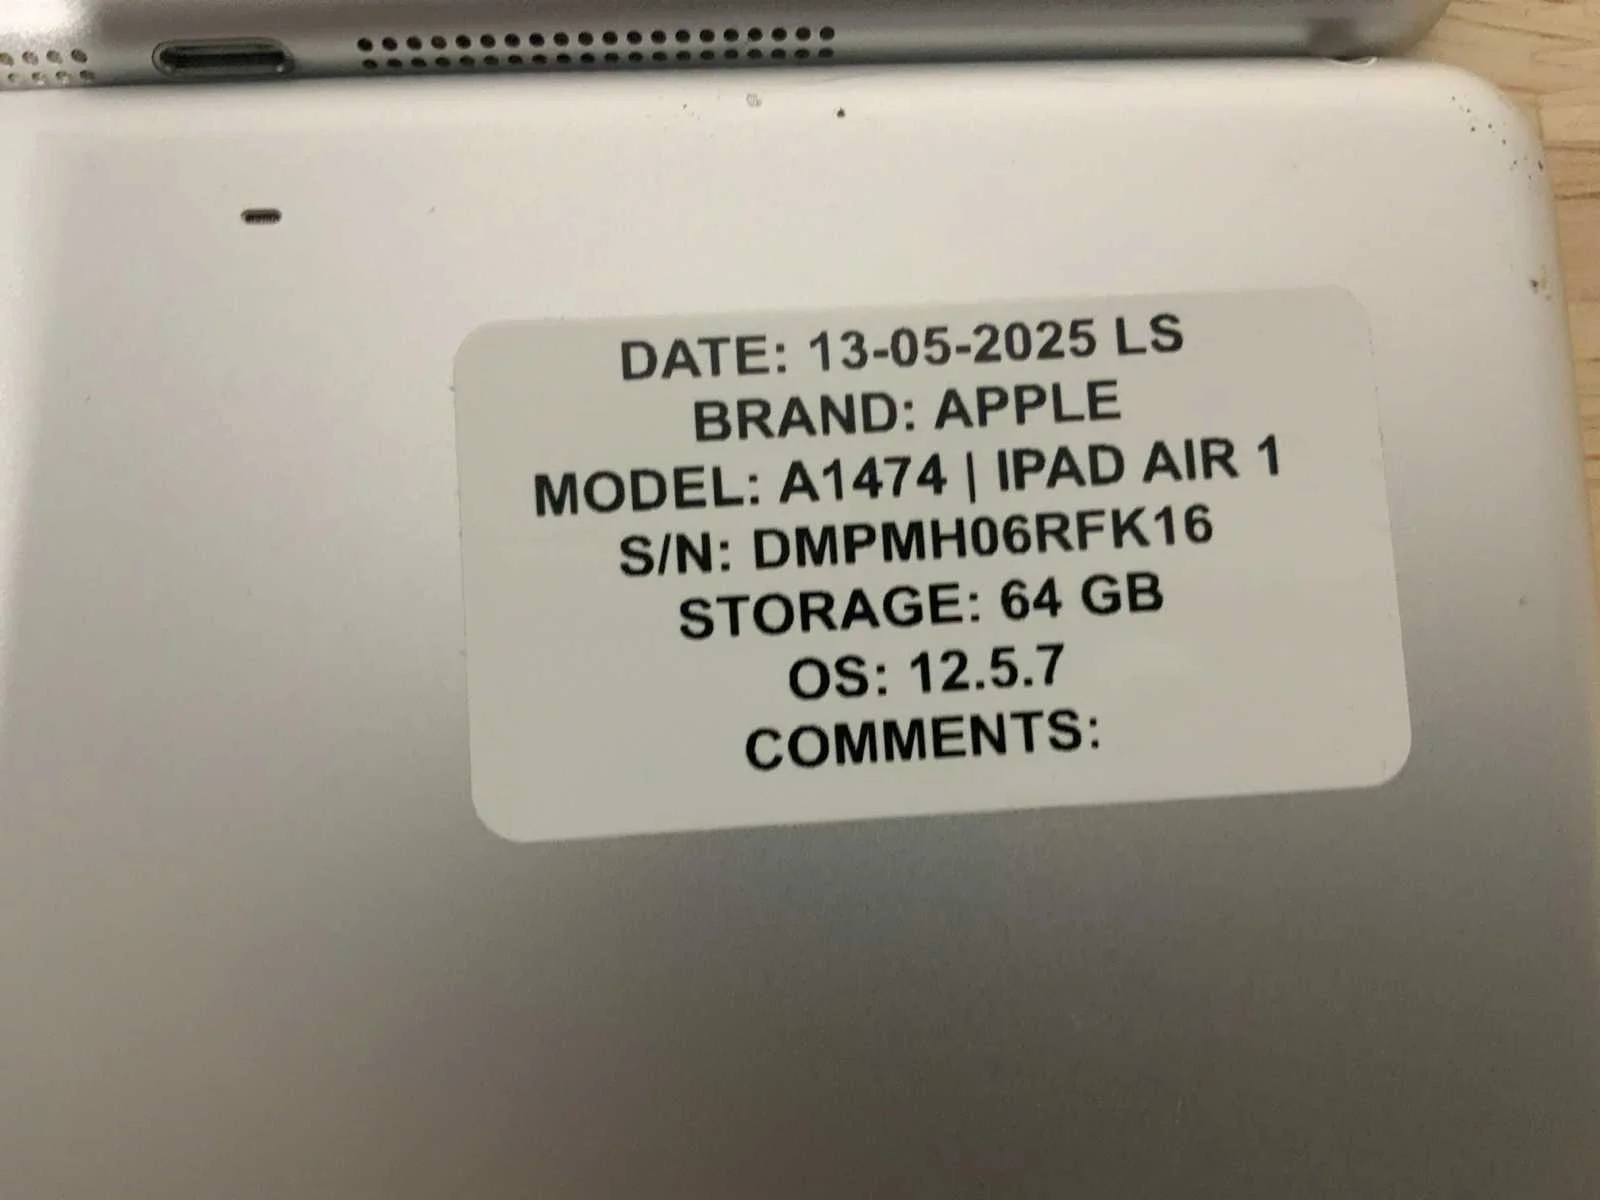 DATE: 13-05-2025 LS
BRAND: APPLE
MODEL: A1474 | IPAD AIR 1
S/N: DMPMH06RFK16
STORAGE: 64 GB
OS: 12.5.7
COMMENTS: